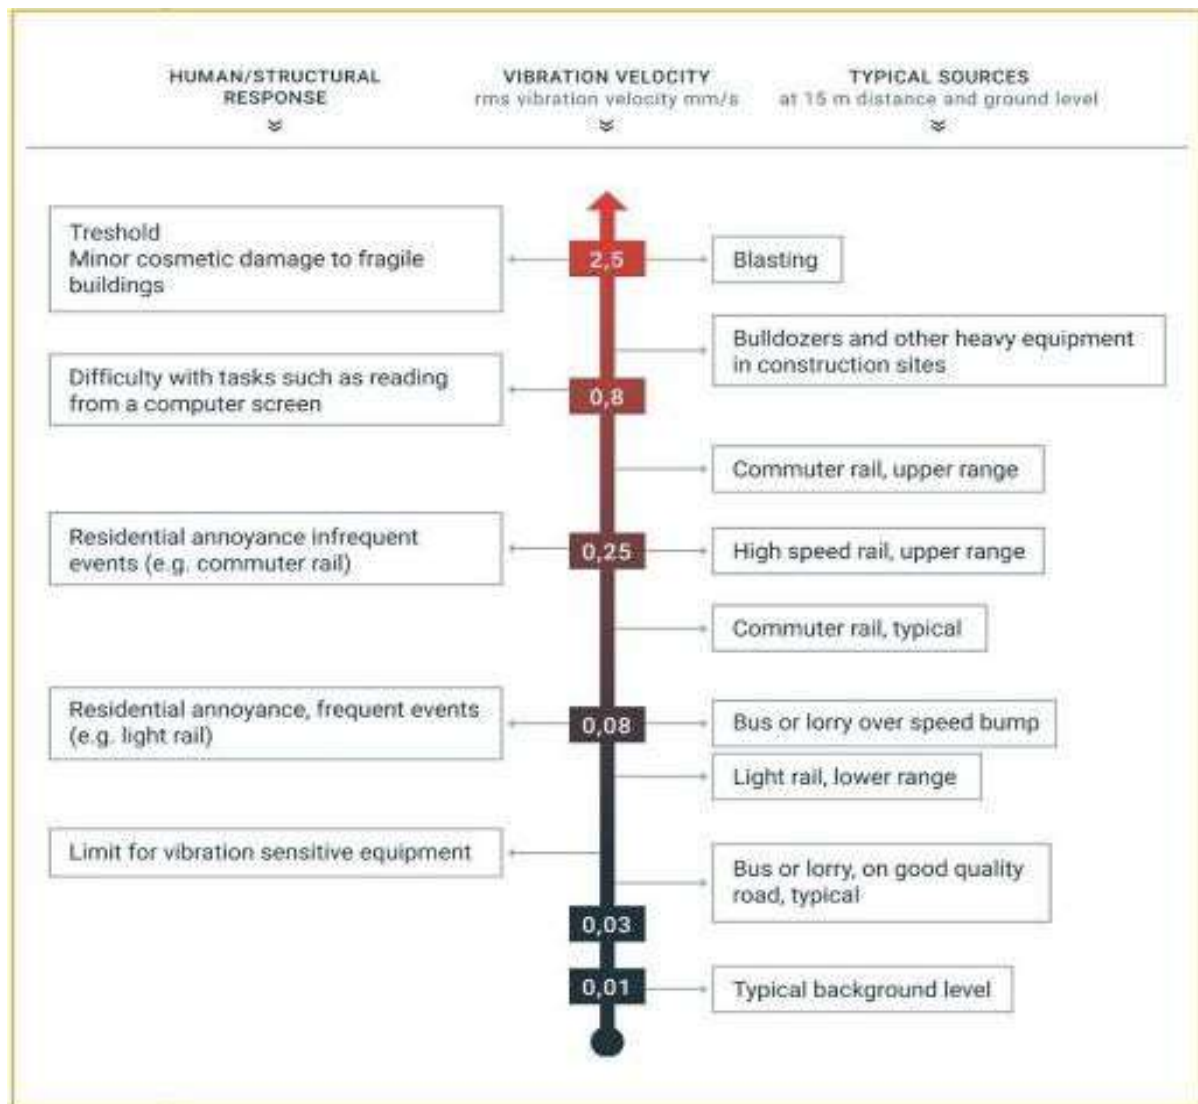 HUMAN/STRUCTURAL
RESPONSE
VIBRATION VELOCITY
rms vibration velocity mm/s
TYPICAL SOURCES
at 15 m distance and ground level
Treshold
Minor cosmetic damage to fragile
buildings
2,5
Blasting
Bulldozers and other heavy equipment
in construction sites
Difficulty with tasks such as reading
from a computer screen
0,8
Commuter rail, upper range
Residential annoyance infrequent
events (e.g. commuter rail)
0,25
High speed rail, upper range
Commuter rail, typical
Residential annoyance, frequent events
(e.g. light rail)
0,08
Bus or lorry over speed bump
Light rail, lower range
Limit for vibration sensitive equipment
Bus or lorry, on good quality
road, typical
0,03
0,01
Typical background level